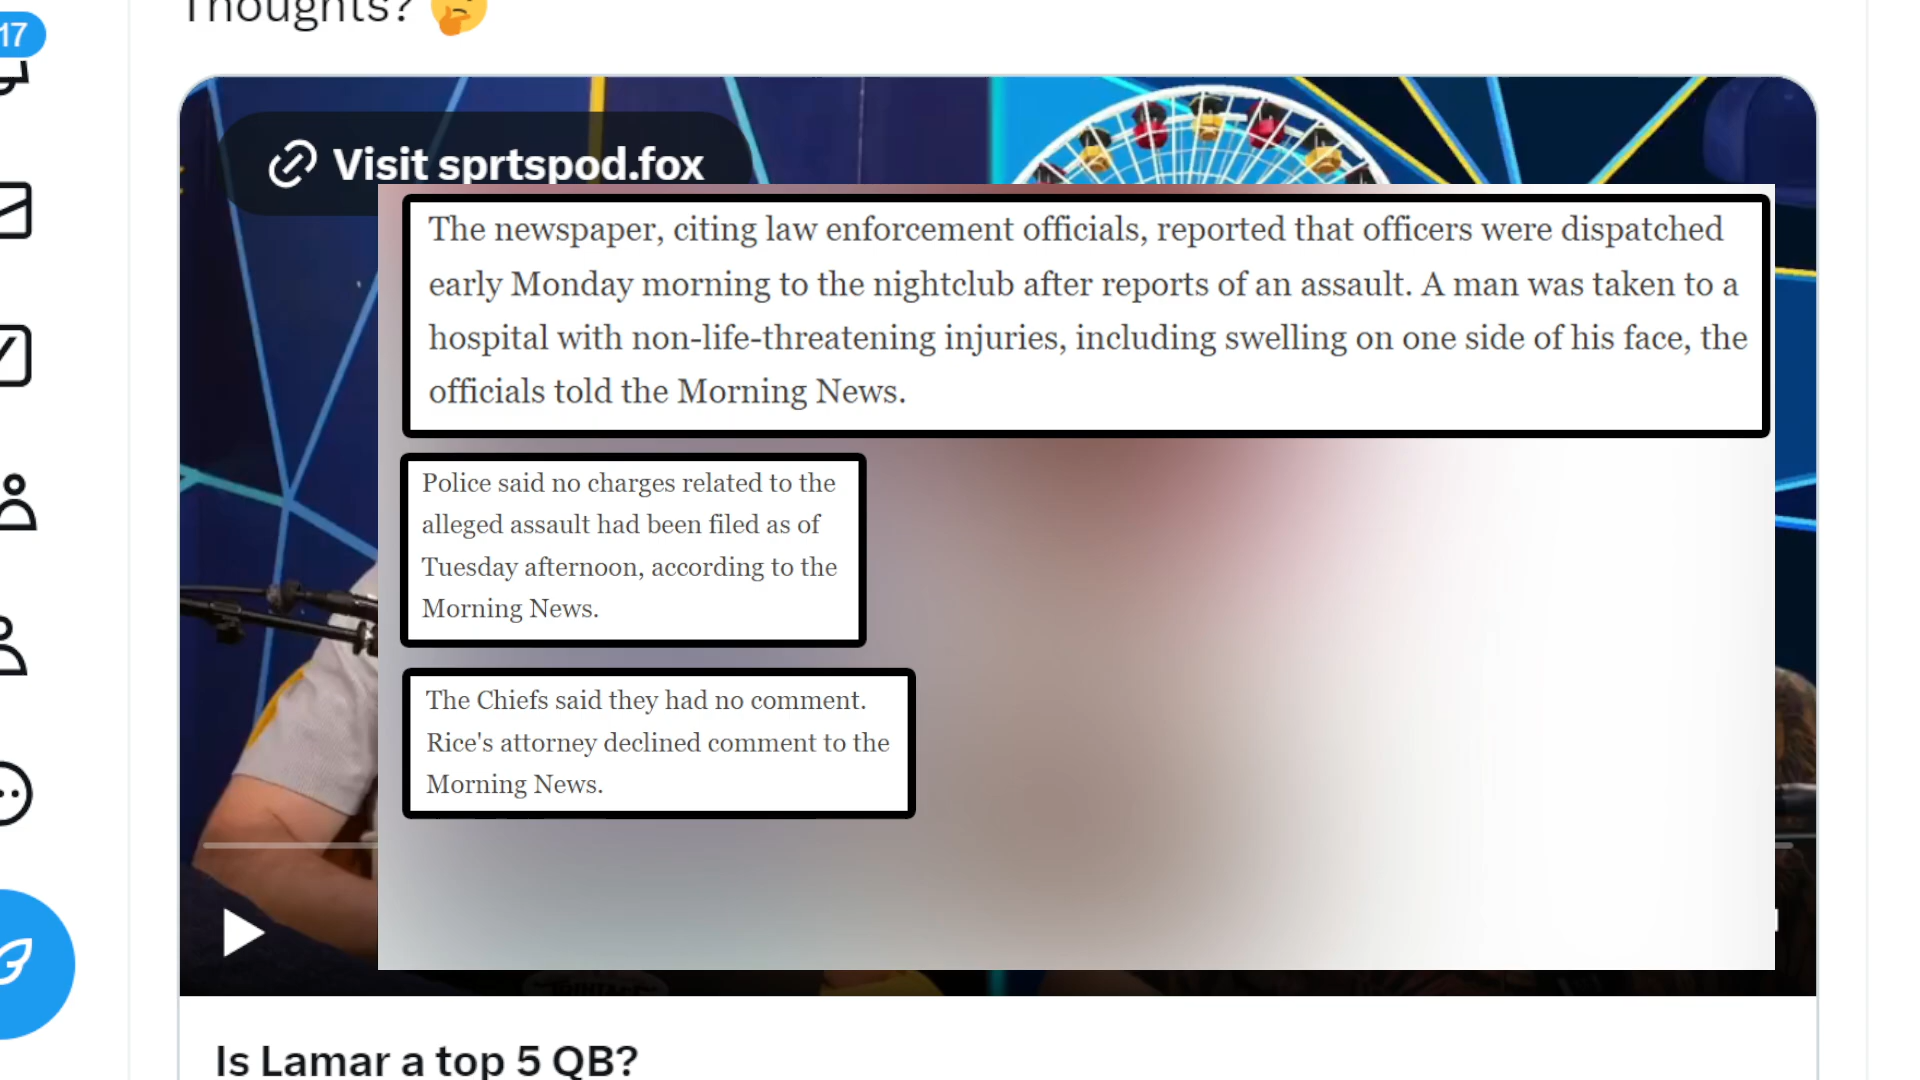 Thoughts?
17
Visit sprtspod.fox
The newspaper, citing law enforcement officials, reported that officers were dispatched
early Monday morning to the nightclub after reports of an assault. A man was taken to a
hospital with non-life-threatening injuries, including swelling on one side of his face, the
officials told the Morning News.
Police said no charges related to the
alleged assault had been filed as of
Tuesday afternoon, according to the
Morning News.
The Chiefs said they had no comment.
Rice's attorney declined comment to the
Morning News.
Is Lamar a top 5 QB?